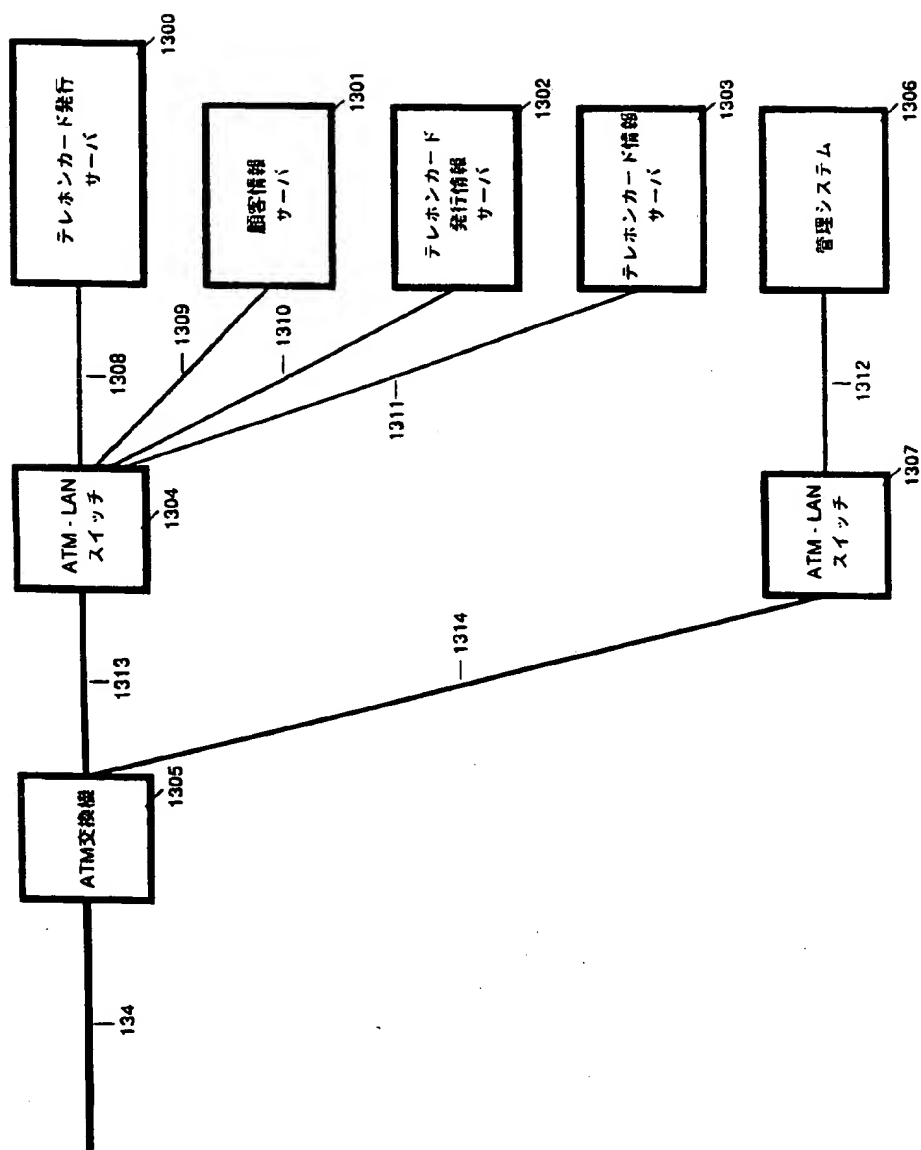 テレホンカード発行
サーバ
1300
顧客情報
サーバ
1301
テレホンカード
発行情報
サーバ
1302
テレホンカード情報
サーバ
1303
管理システム
1306
1308
1309
1310
1311
1312
ATM - LAN
スイッチ
1304
ATM - LAN
スイッチ
1307
1313
1314
ATM交換機
1305
134